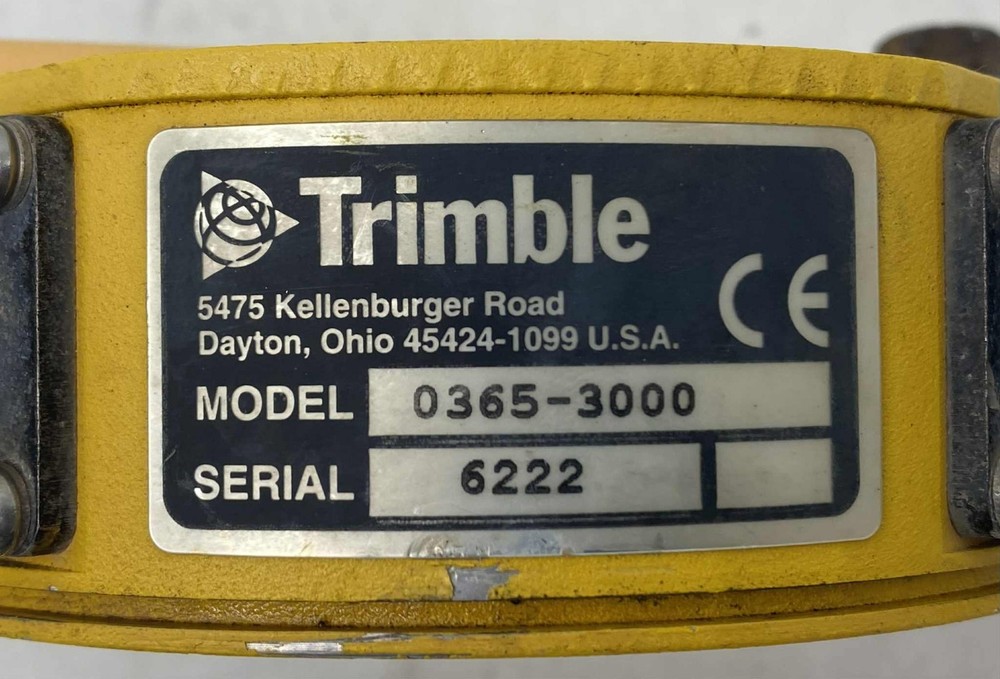 Trimble
5475 Kellenburger Road
Dayton, Ohio 45424-1099 U.S.A.
CE
MODEL 0365-3000
SERIAL 6222